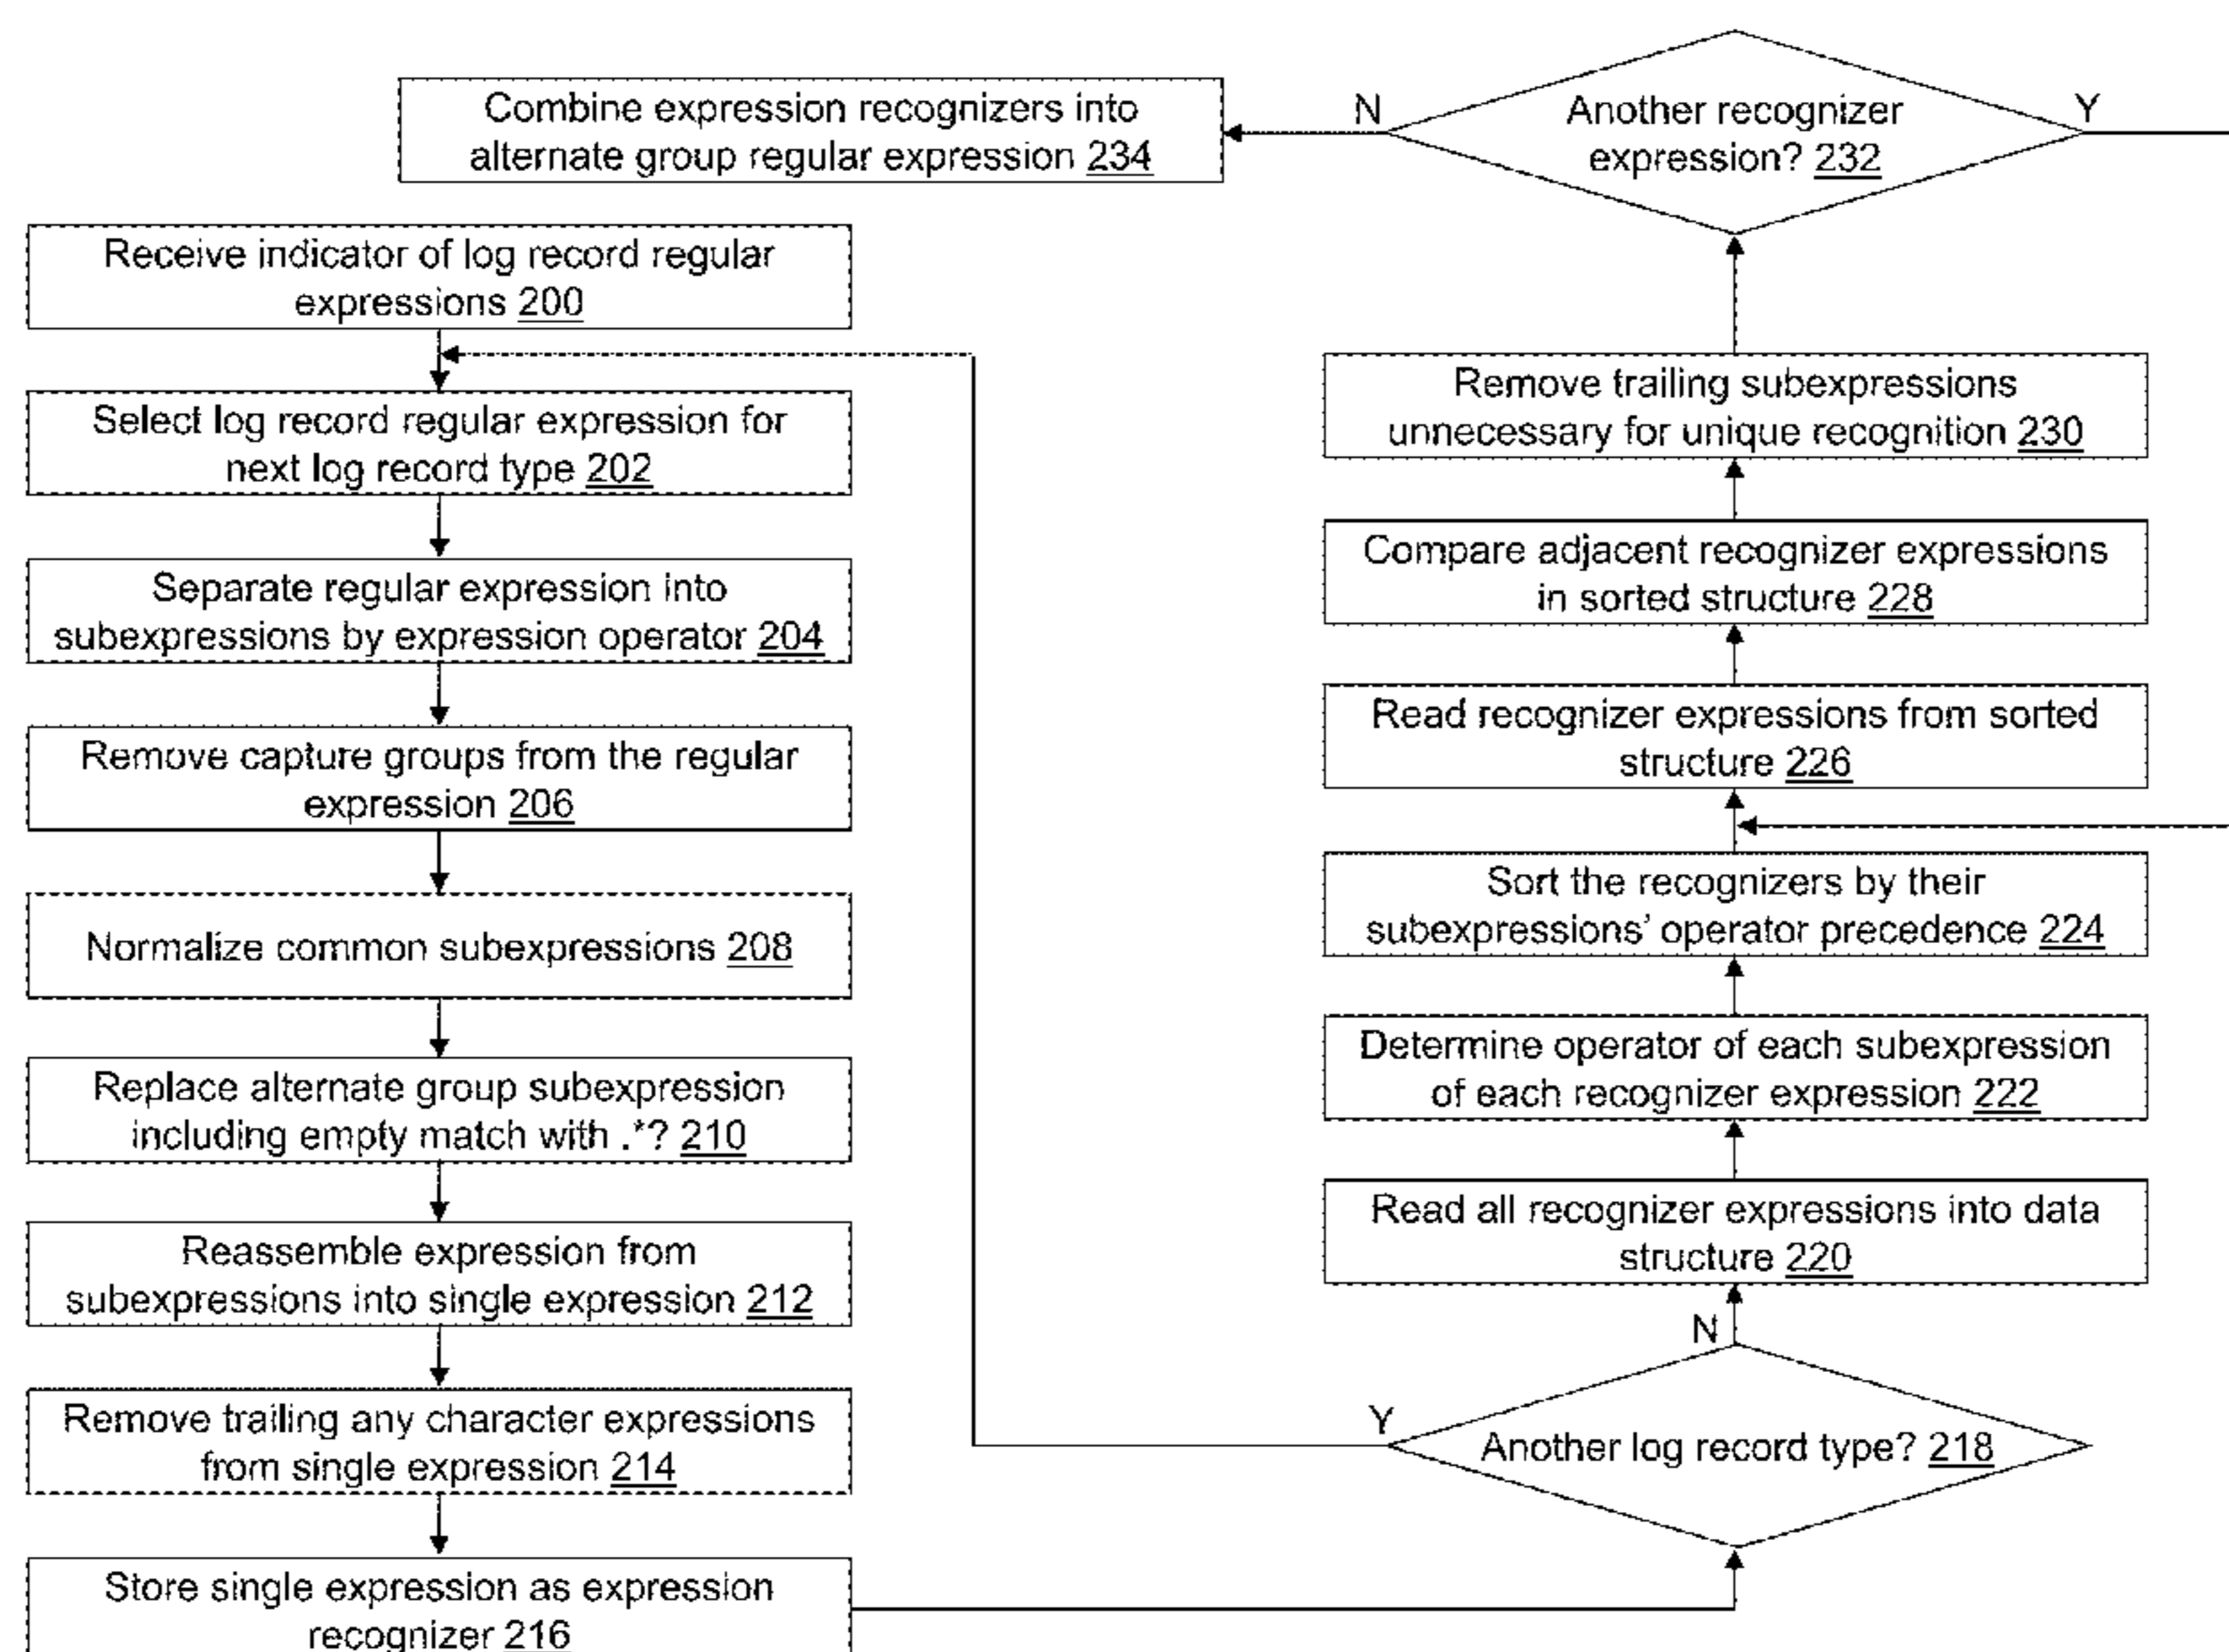 Combine expression recognizers into
alternate group regular expression 234
N
Another recognizer
expression? 232
Y
Receive indicator of log record regular
expressions 200
Select log record regular expression for
next log record type 202
Separate regular expression into
subexpressions by expression operator 204
Remove capture groups from the regular
expression 206
Normalize common subexpressions 208
Replace alternate group subexpression
including empty match with .*? 210
Reassemble expression from
subexpressions into single expression 212
Remove trailing any character expressions
from single expression 214
Store single expression as expression
recognizer 216
Remove trailing subexpressions
unnecessary for unique recognition 230
Compare adjacent recognizer expressions
in sorted structure 228
Read recognizer expressions from sorted
structure 226
Sort the recognizers by their
subexpressions' operator precedence 224
Determine operator of each subexpression
of each recognizer expression 222
Read all recognizer expressions into data
structure 220
N
Y
Another log record type? 218